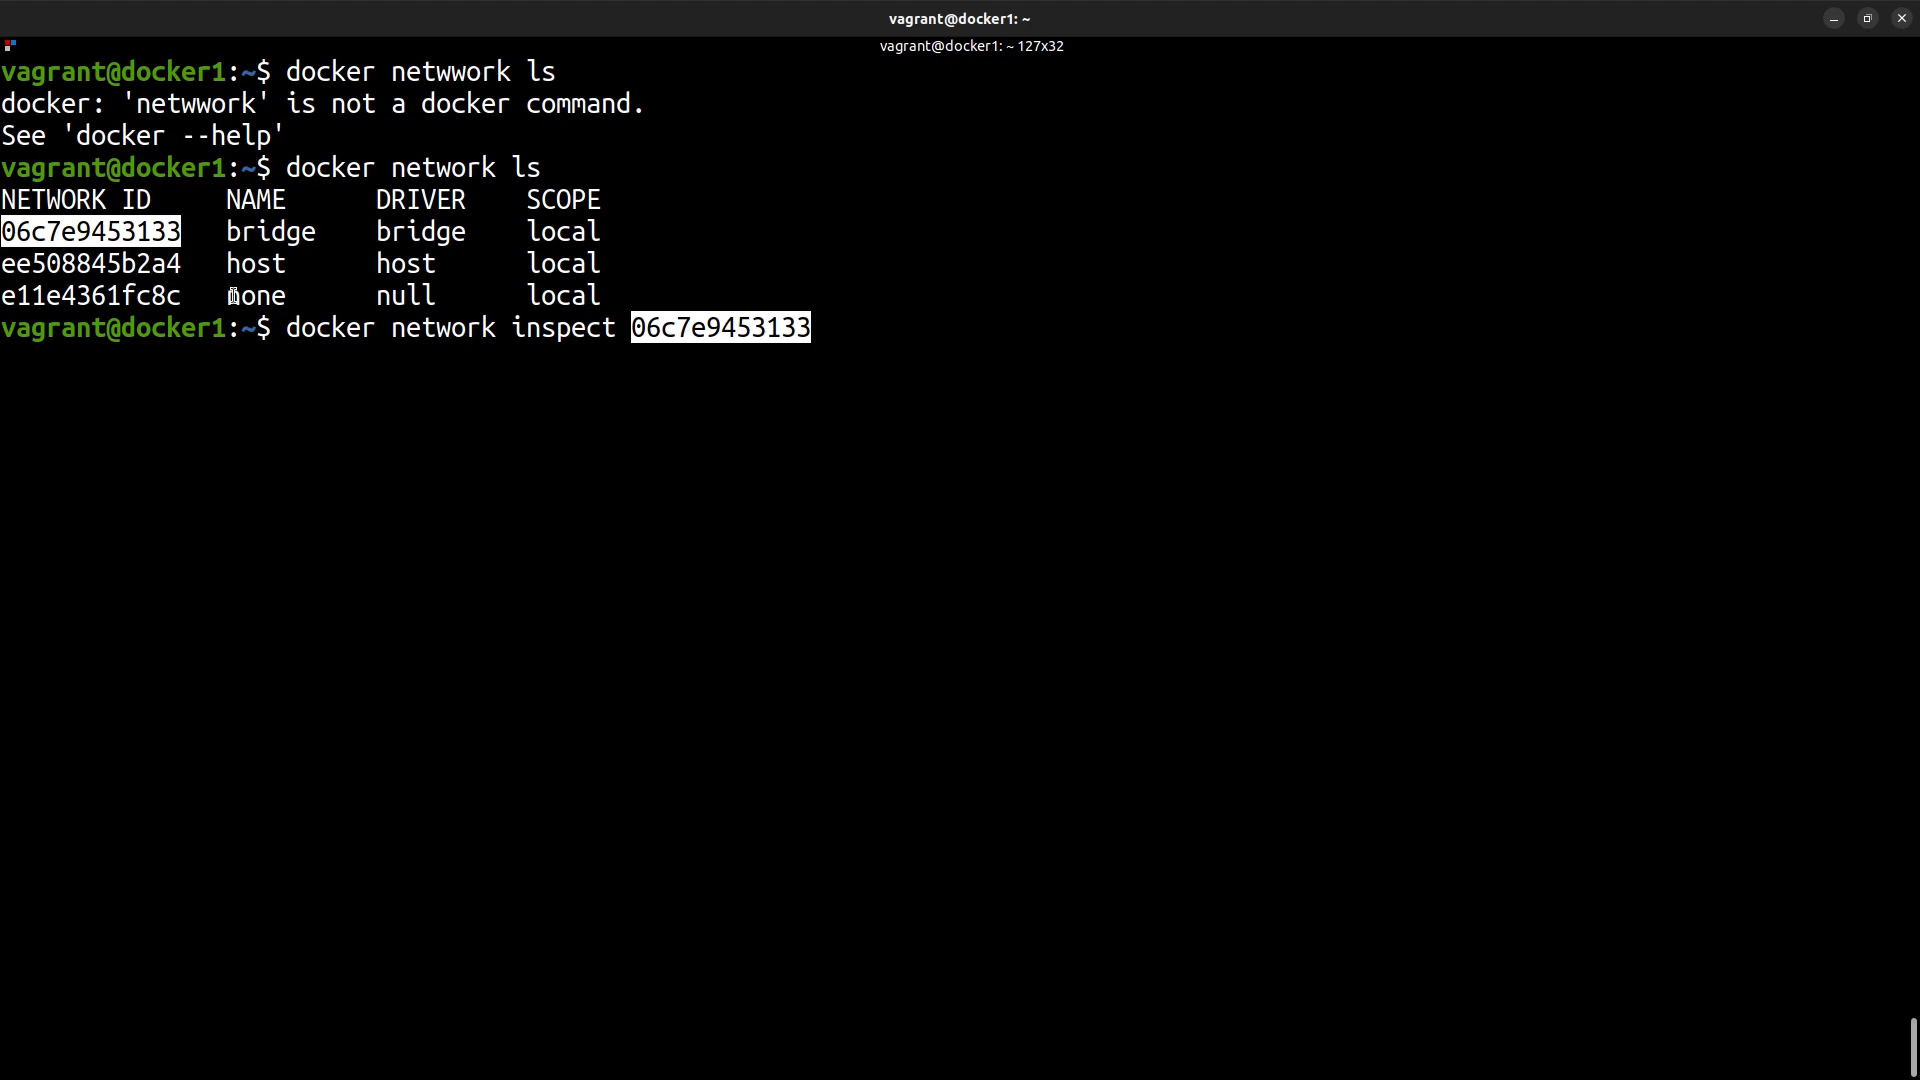 vagrant@docker1: ~
vagrant@docker1: ~ 127x32
vagrant@docker1:~$ docker netwwork ls
docker: 'netwwork' is not a docker command.
See 'docker --help'
vagrant@docker1:~$ docker network ls
NETWORK ID     NAME      DRIVER    SCOPE
06c7e9453133   bridge    bridge    local
ee508845b2a4   host      host      local
e11e4361fc8c   none      null      local
vagrant@docker1:~$ docker network inspect 06c7e9453133